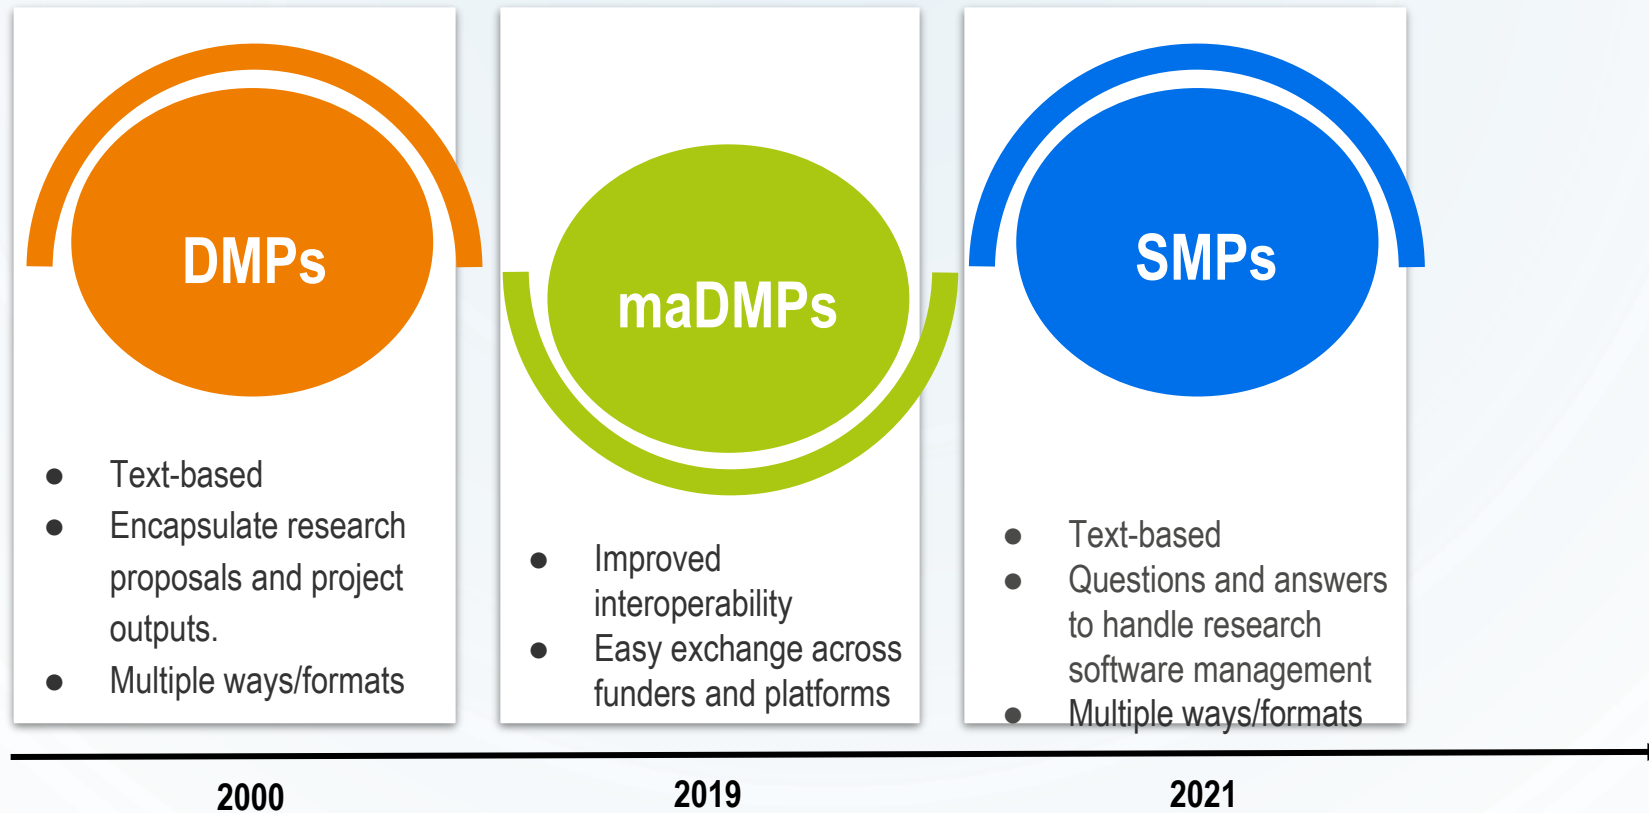 DMPs
● Text-based
● Encapsulate research
proposals and project
outputs.
● Multiple ways/formats
maDMPs
● Improved
interoperability
● Easy exchange across
funders and platforms
SMPs
● Text-based
● Questions and answers
to handle research
software management
● Multiple ways/formats
2000
2019
2021